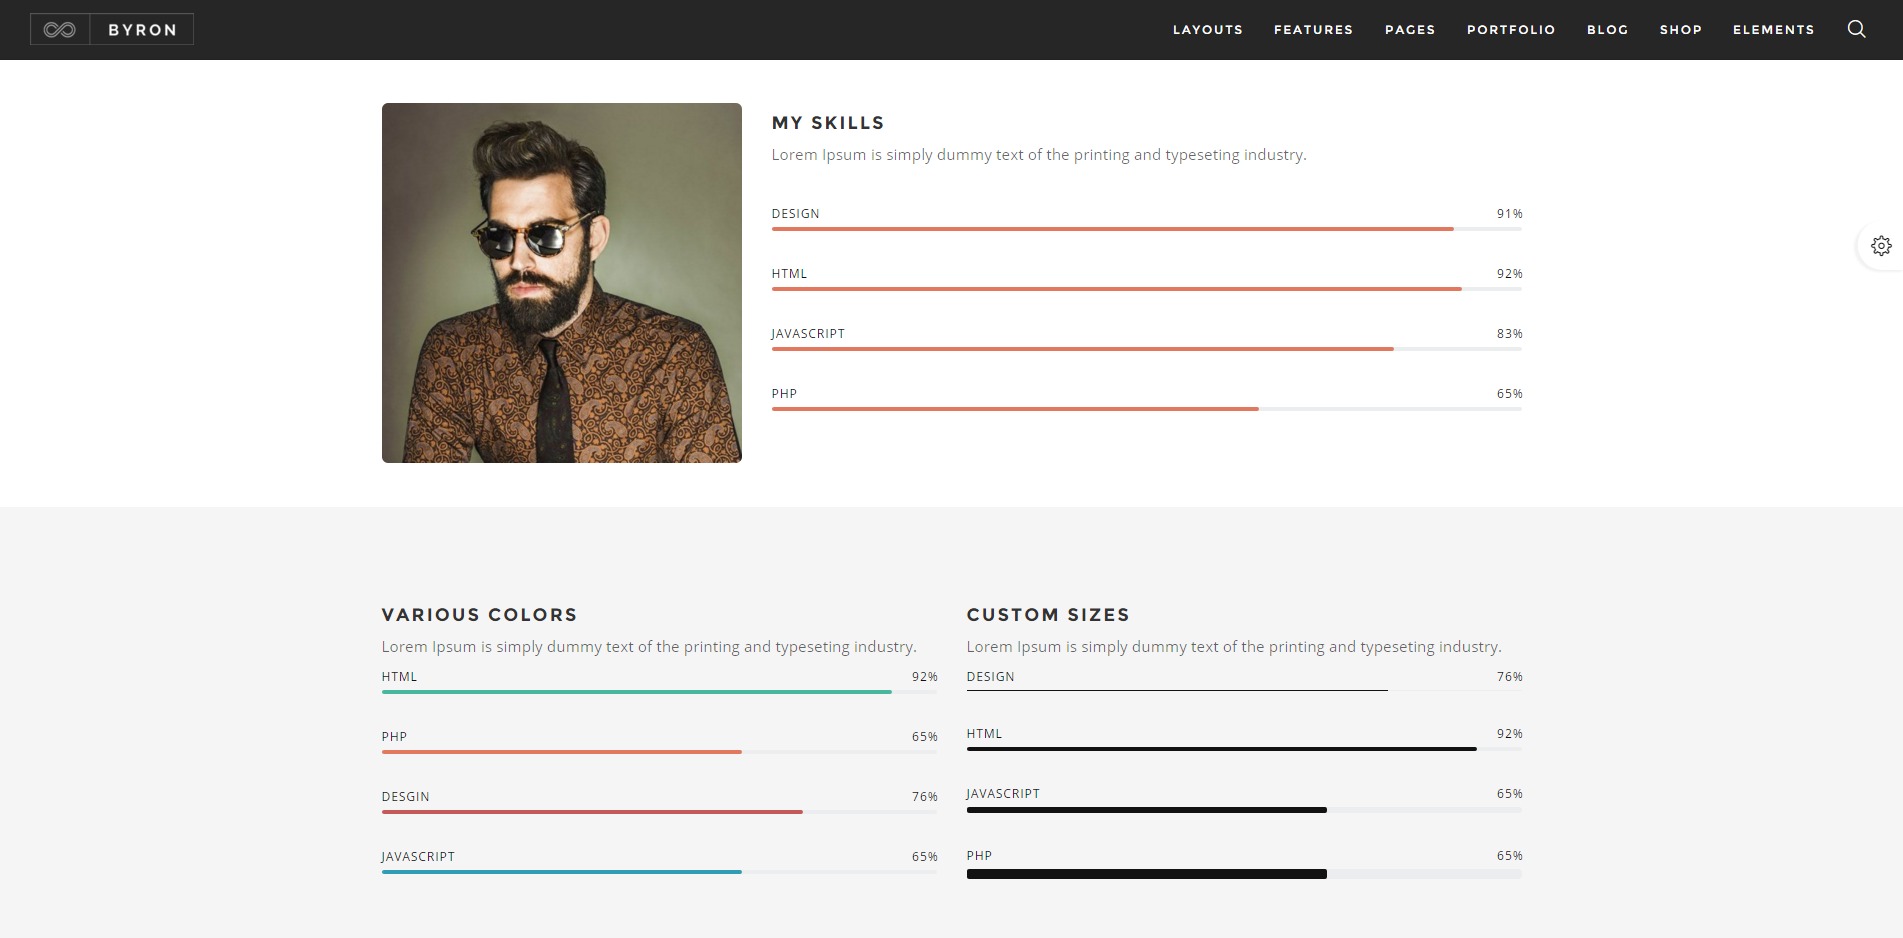 BYRON
LAYOUTS FEATURES PAGES PORTFOLIO BLOG SHOP ELEMENTS
MY SKILLS
Lorem Ipsum is simply dummy text of the printing and typeseting industry.
DESIGN 91%
HTML 92%
JAVASCRIPT 83%
PHP 65%
VARIOUS COLORS
Lorem Ipsum is simply dummy text of the printing and typeseting industry.
HTML 92%
PHP 65%
DESGIN 76%
JAVASCRIPT 65%
CUSTOM SIZES
Lorem Ipsum is simply dummy text of the printing and typeseting industry.
DESIGN 76%
HTML 92%
JAVASCRIPT 65%
PHP 65%